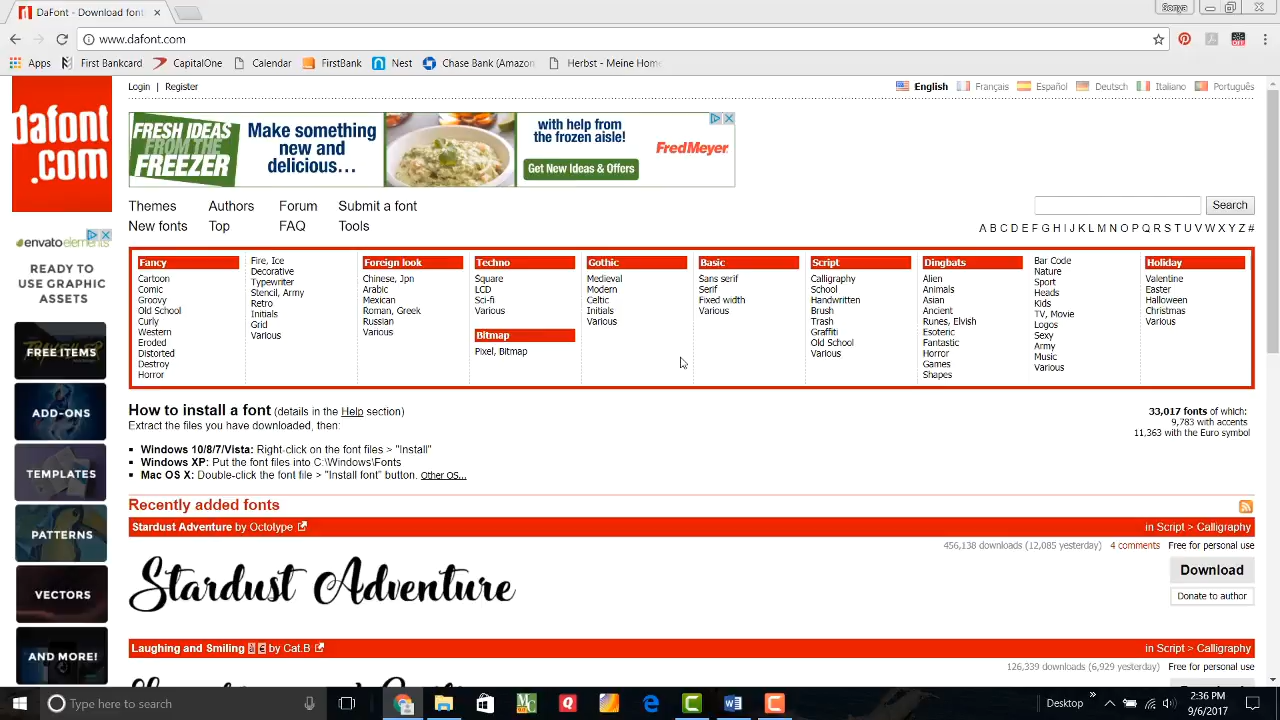 DaFont - Download fonts
Sonya
www.dafont.com
Apps First Bankcard CapitalOne Calendar FirstBank Nest Chase Bank (Amazon Herbst - Meine Home
dafont
.com
Login | Register
English Français Español Deutsch Italiano Português
FRESH IDEAS
FROM THE
FREEZER
Make something
new and
delicious…
with help from
the frozen aisle!
Get New Ideas & Offers
FredMeyer
Themes Authors Forum Submit a font
New fonts Top FAQ Tools
Search
A B C D E F G H I J K L M N O P Q R S T U V W X Y Z #
envato elements
READY TO
USE GRAPHIC
ASSETS
FREE ITEMS
ADD-ONS
TEMPLATES
PATTERNS
VECTORS
AND MORE!
Fancy
Cartoon
Comic
Groovy
Old School
Curly
Western
Eroded
Distorted
Destroy
Horror
Fire, Ice
Decorative
Typewriter
Stencil, Army
Retro
Initials
Grid
Various
Foreign look
Chinese, Jpn
Arabic
Mexican
Roman, Greek
Russian
Various
Techno
Square
LCD
Sci-fi
Various
Bitmap
Pixel, Bitmap
Gothic
Medieval
Modern
Celtic
Initials
Various
Basic
Sans serif
Serif
Fixed width
Various
Script
Calligraphy
School
Handwritten
Brush
Trash
Graffiti
Old School
Various
Dingbats
Alien
Animals
Asian
Ancient
Runes, Elvish
Esoteric
Fantastic
Horror
Games
Shapes
Bar Code
Nature
Sport
Heads
Kids
TV, Movie
Logos
Sexy
Army
Music
Various
Holiday
Valentine
Easter
Halloween
Christmas
Various
How to install a font (details in the Help section)
Extract the files you have downloaded, then:
Windows 10/8/7/Vista: Right-click on the font files > "Install"
Windows XP: Put the font files into C:\Windows\Fonts
Mac OS X: Double-click the font file > "Install font" button. Other OS...
33,017 fonts of which:
9,783 with accents
11,363 with the Euro symbol
Recently added fonts
Stardust Adventure by Octotype in Script > Calligraphy
456,138 downloads (12,085 yesterday) 4 comments Free for personal use
Stardust Adventure
Download
Donate to author
Laughing and Smiling by Cat.B in Script > Calligraphy
126,339 downloads (6,929 yesterday) Free for personal use
Type here to search
Desktop
2:36 PM
9/6/2017